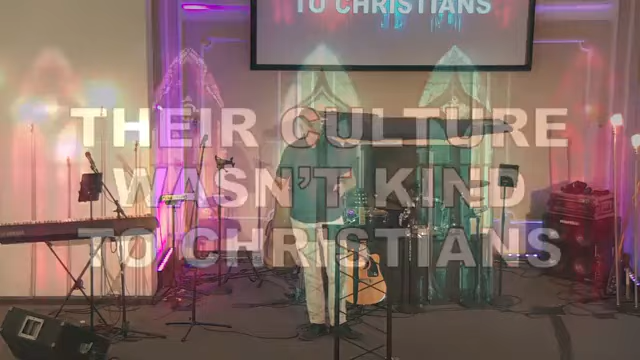 TO CHRISTIANS
THEIR CULTURE
WASN'T KIND
TO CHRISTIANS